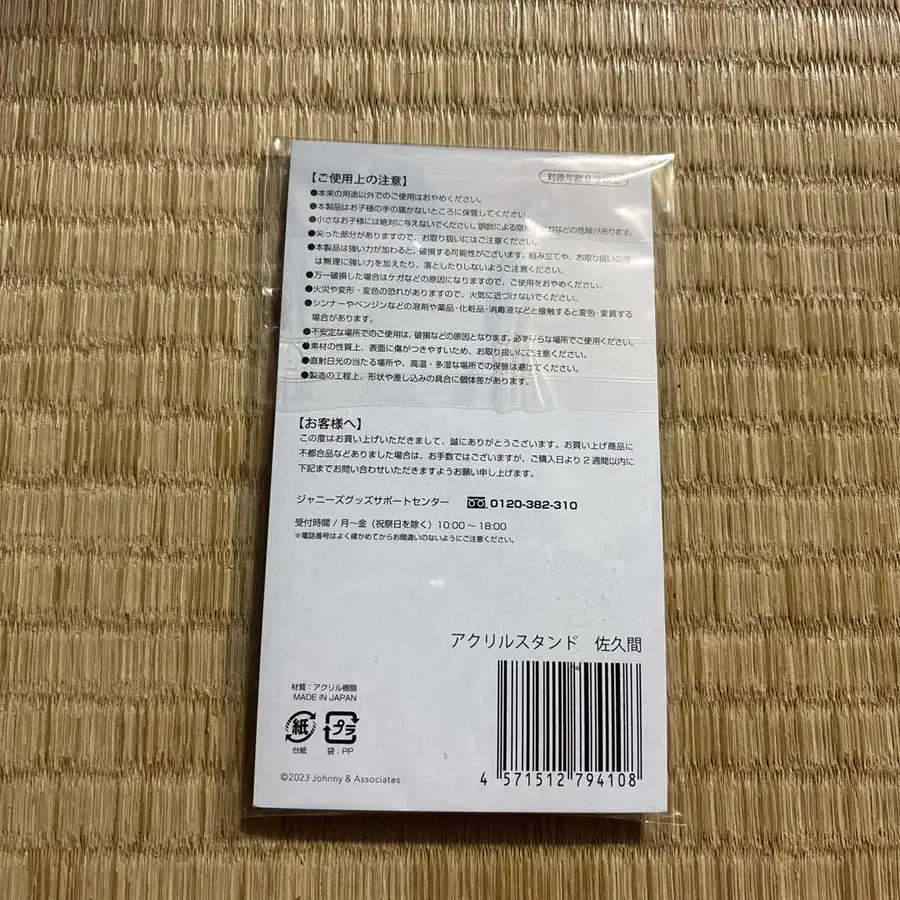 【ご使用上の注意】
対象年齢
●本来の用途以外でのご使用はおやめください。
●本製品はお子様の手の届かないところに保管してください。
●小さなお子様には絶対に与えないでください。誤飲による窒息やケガなどの危険があります。
●尖った部分がありますので、お取り扱いにはご注意ください。
●本製品は強い力が加わると、破損する可能性がございます。組み立てや、お取り扱いの際
は無理に強い力を加えたり、落としたりしないようご注意ください。
●万一破損した場合はケガなどの原因になりますので、ご使用をおやめください。
●火災や変形・変色の恐れがありますので、火気に近づけないでください。
●シンナーやベンジンなどの溶剤や薬品・化粧品・消毒液などと接触すると変色・変質する
場合があります。
●不安定な場所でのご使用は、破損などの原因となります。必ず平らな場所でご使用ください。
●素材の性質上、表面に傷がつきやすいため、お取り扱いにご注意ください。
●直射日光の当たる場所や、高温・多湿な場所での保管は避けてください。
●製造の工程上、形状や差し込みの具合に個体差があります。
【お客様へ】
この度はお買い上げいただきまして、誠にありがとうございます。お買い上げ商品に
不都合品などありました場合は、お手数ではございますが、ご購入日より2週間以内に
下記までお問い合わせいただきますようお願い申し上げます。
ジャニーズグッズサポートセンター 0120-382-310
受付時間 / 月〜金（祝祭日を除く）10:00〜18:00
※電話番号はよく確かめてからお間違いのないようにご注意ください。
アクリルスタンド 佐久間
材質：アクリル樹脂
MADE IN JAPAN
紙 プラ
台紙 袋：PP
©2023 Johnny & Associates
4 571512 794108